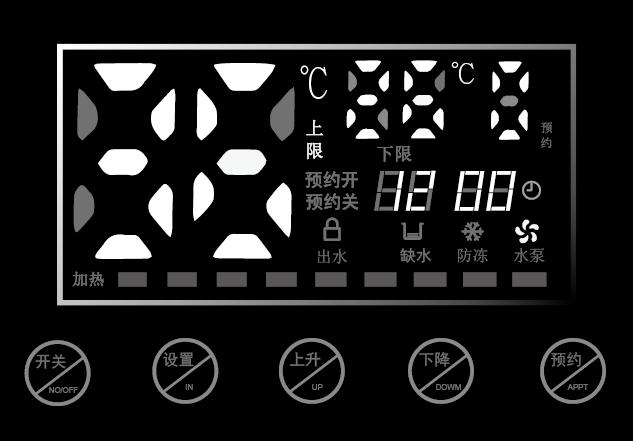 36 ℃ ℃ 0
上限
预约
下限
预约开
预约关
12 00
出水 缺水 防冻 水泵
加热
开关 NO/OFF
设置 IN
上升 UP
下降 DOWM
预约 APPT